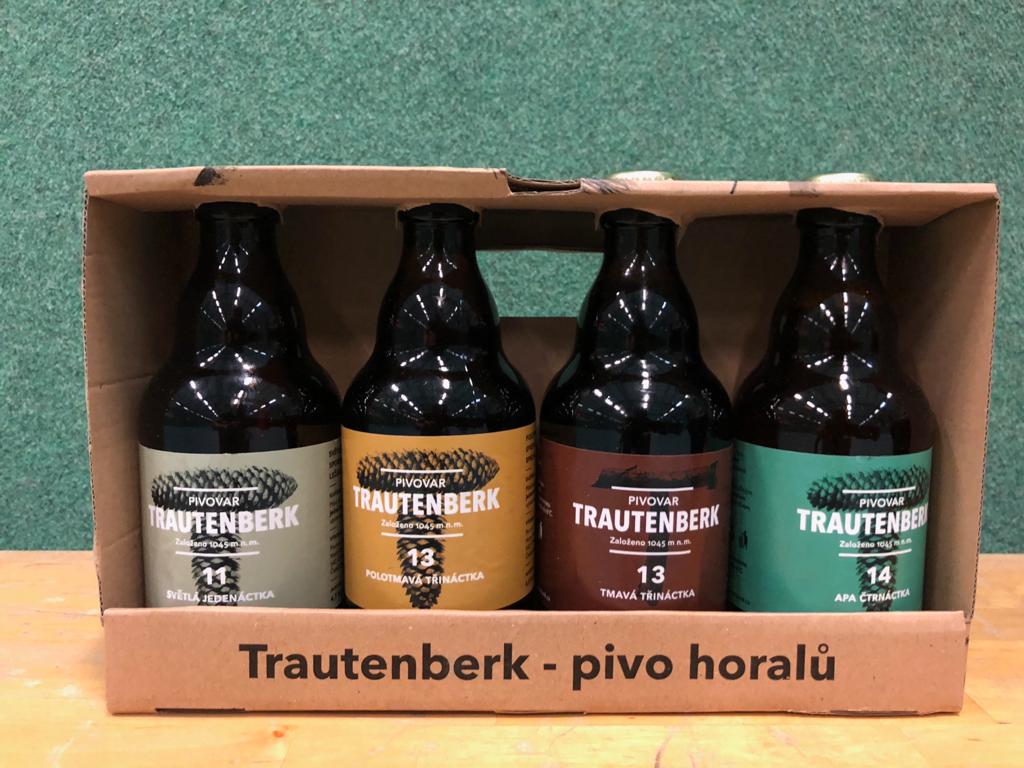 PIVOVAR
TRAUTENBERK
Založeno 1045 m n.m.
11
SVĚTLÁ JEDENÁCTKA
PIVOVAR
TRAUTENBERK
Založeno 1045 m n.m.
13
POLOTMAVÁ TŘINÁCTKA
PIVOVAR
TRAUTENBERK
Založeno 1045 m n.m.
13
TMAVÁ TŘINÁCTKA
PIVOVAR
TRAUTENBERK
Založeno 1045 m n.m.
14
APA ČTRNÁCTKA
Trautenberk - pivo horalů